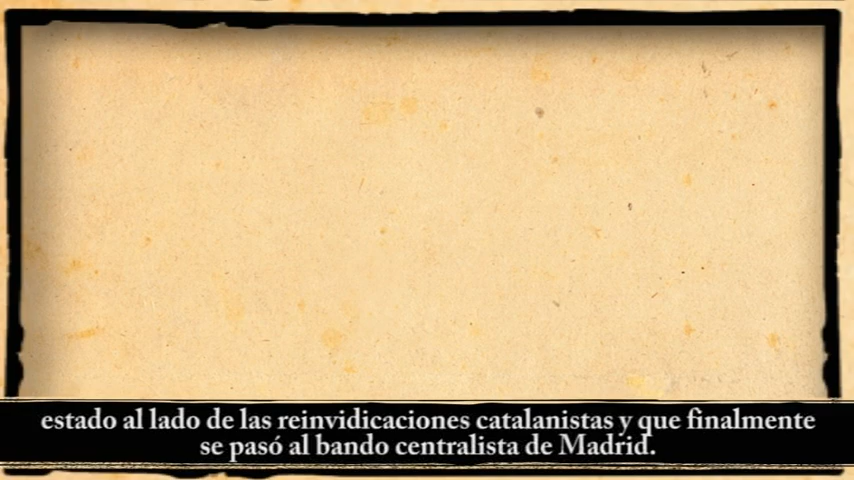 estado al lado de las reinvidicaciones catalanistas y que finalmente
se pasó al bando centralista de Madrid.